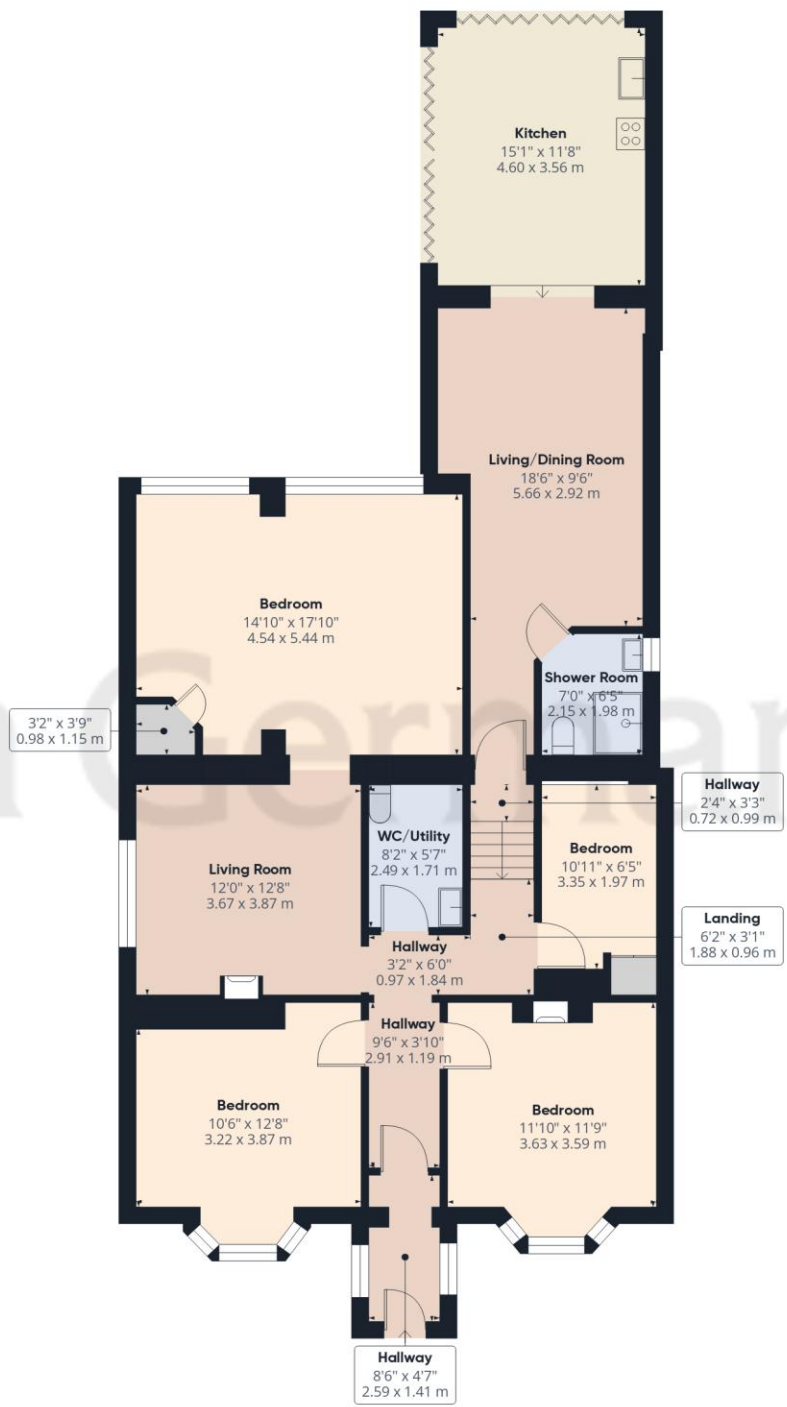 Kitchen
15'1" x 11'8"
4.60 x 3.56 m
Living/Dining Room
18'6" x 9'6"
5.66 x 2.92 m
Bedroom
14'10" x 17'10"
4.54 x 5.44 m
Shower Room
7'0" x 6'5"
2.15 x 1.98 m
3'2" x 3'9"
0.98 x 1.15 m
Hallway
2'4" x 3'3"
0.72 x 0.99 m
WC/Utility
8'2" x 5'7"
2.49 x 1.71 m
Bedroom
10'11" x 6'5"
3.35 x 1.97 m
Living Room
12'0" x 12'8"
3.67 x 3.87 m
Landing
6'2" x 3'1"
1.88 x 0.96 m
Hallway
3'2" x 6'0"
0.97 x 1.84 m
Hallway
9'6" x 3'10"
2.91 x 1.19 m
Bedroom
10'6" x 12'8"
3.22 x 3.87 m
Bedroom
11'10" x 11'9"
3.63 x 3.59 m
Hallway
8'6" x 4'7"
2.59 x 1.41 m